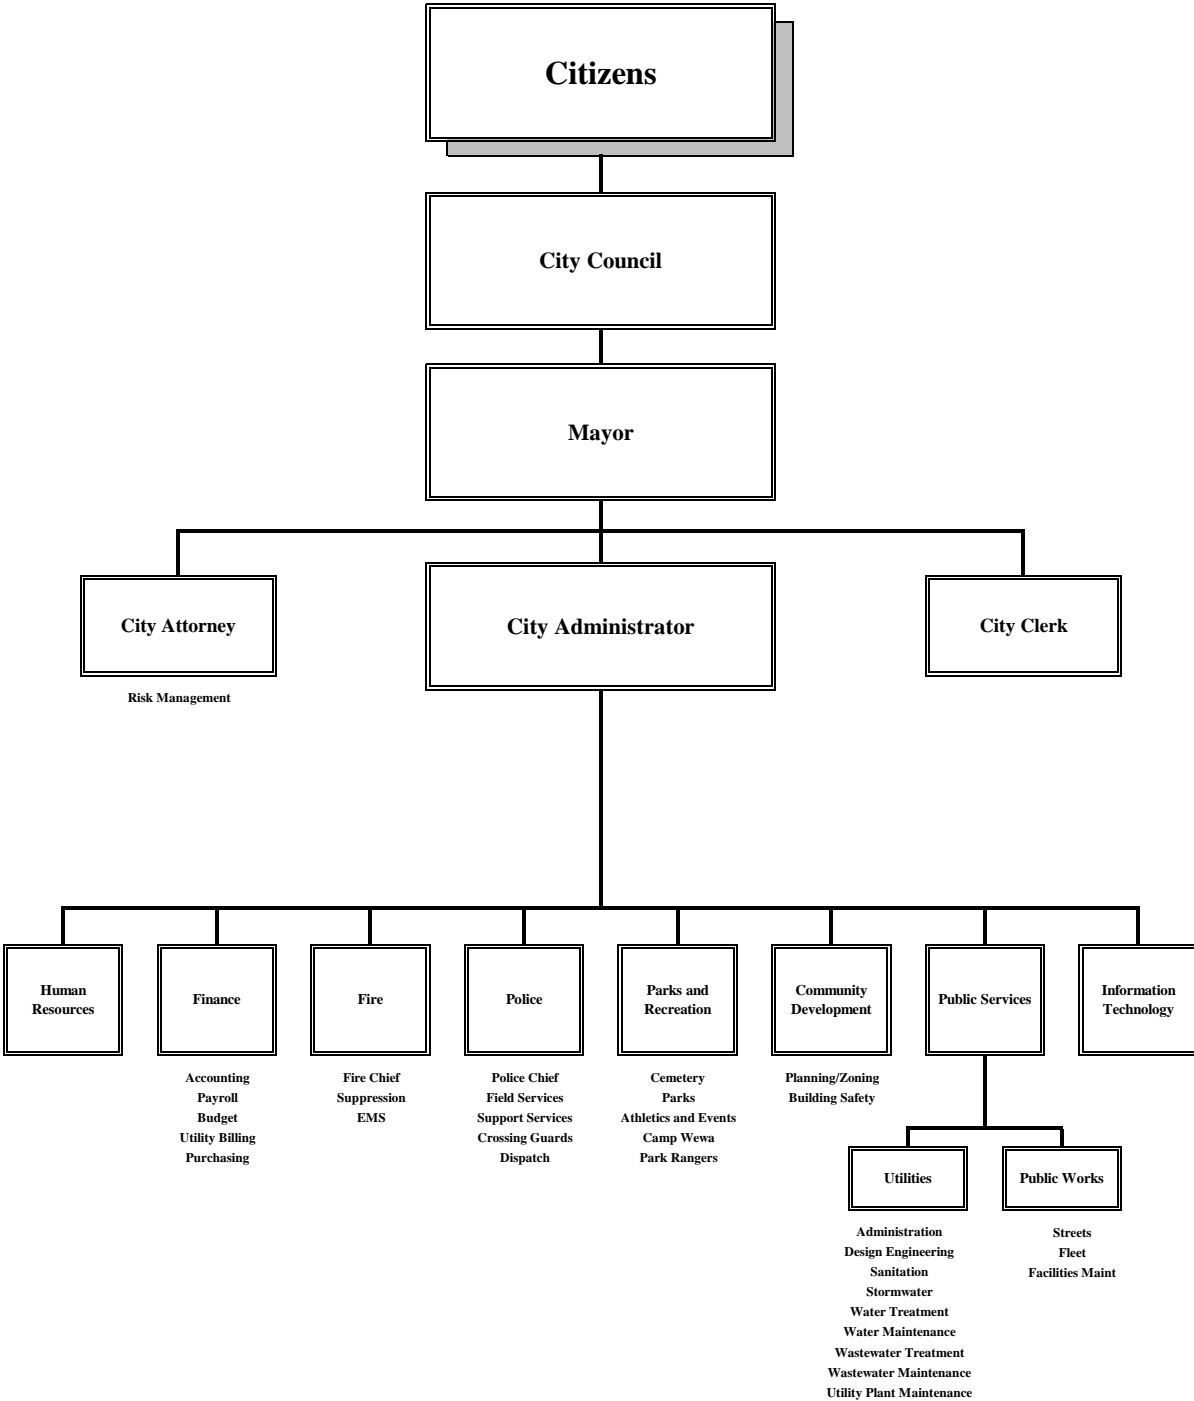 Citizens
City Council
Mayor
City Attorney
City Administrator
City Clerk
Risk Management
Human
Resources
Finance
Fire
Police
Parks and
Recreation
Community
Development
Public Services
Information
Technology
Accounting
Payroll
Budget
Utility Billing
Purchasing
Fire Chief
Suppression
EMS
Police Chief
Field Services
Support Services
Crossing Guards
Dispatch
Cemetery
Parks
Athletics and Events
Camp Wewa
Park Rangers
Planning/Zoning
Building Safety
Utilities
Public Works
Administration
Design Engineering
Sanitation
Stormwater
Water Treatment
Water Maintenance
Wastewater Treatment
Wastewater Maintenance
Utility Plant Maintenance
Streets
Fleet
Facilities Maint